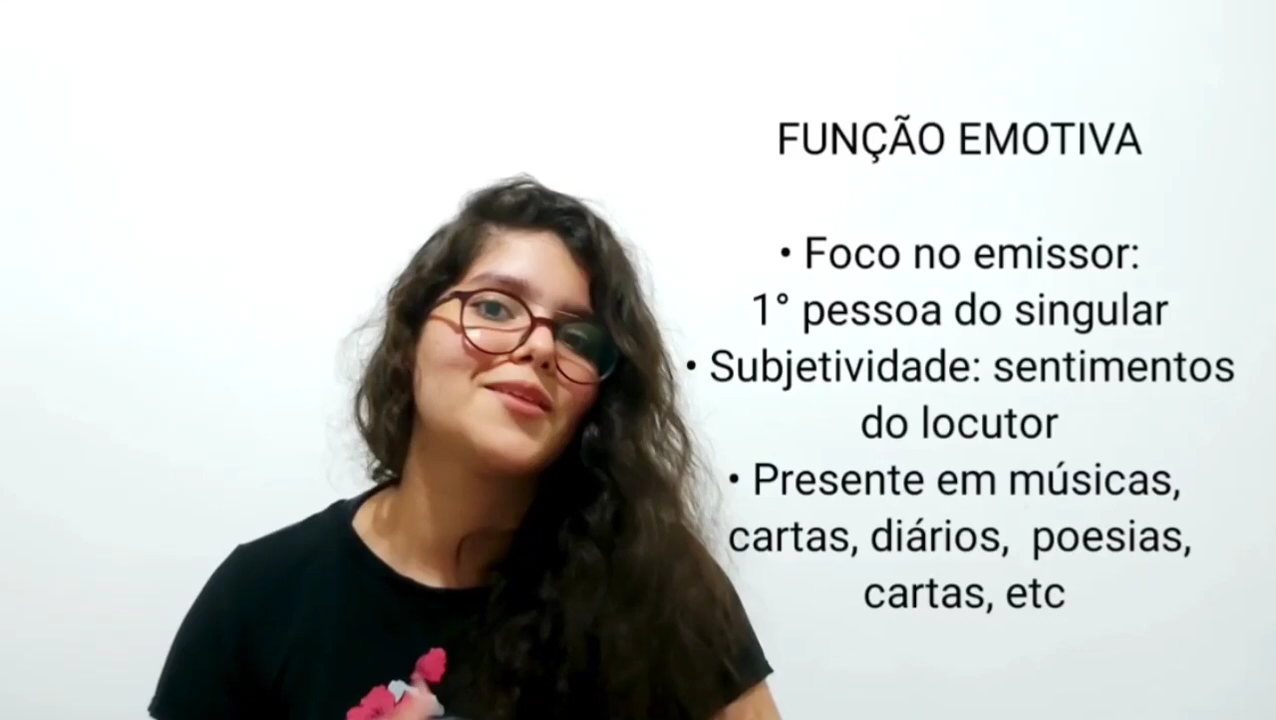 FUNÇÃO EMOTIVA
• Foco no emissor:
1° pessoa do singular
• Subjetividade: sentimentos
do locutor
• Presente em músicas,
cartas, diários, poesias,
cartas, etc